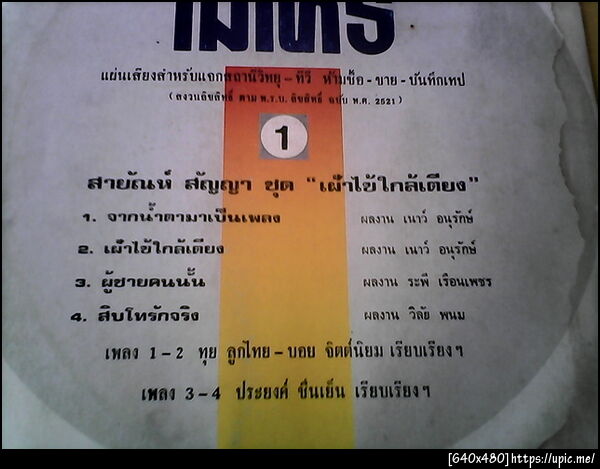 ไมโทร
แผ่นเสียงสำหรับแจกสถานีวิทยุ-ทีวี ห้ามซื้อ-ขาย-บันทึกเทป
(สงวนลิขสิทธิ์ ตาม พ.ร.บ. ลิขสิทธิ์ ฉบับ พ.ศ. 2521)
1
สายัณห์ สัญญา ชุด "เฝ้าไข้ใกล้เตียง"
1. จากน้ำตามาเป็นเพลง ผลงาน เนาว์ อนุรักษ์
2. เฝ้าไข้ใกล้เตียง ผลงาน เนาว์ อนุรักษ์
3. ผู้ชายคนนั้น ผลงาน ระพี เรือนเพชร
4. สิบโทรักจริง ผลงาน วิลัย พนม
เพลง 1-2 ทุย ลูกไทย-บอย จิตต์นิยม เรียบเรียงฯ
เพลง 3-4 ประยงค์ ชื่นเย็น เรียบเรียงฯ
[640x480]https://upic.me/